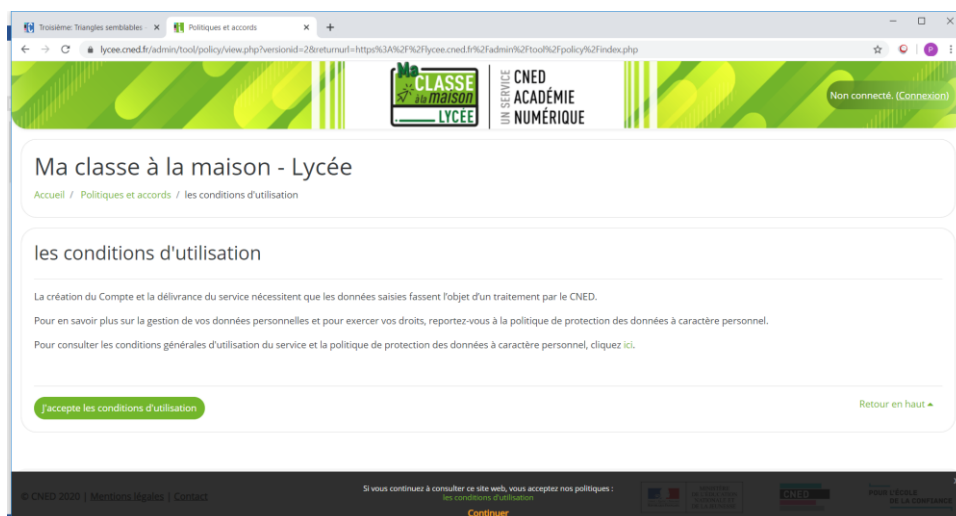 Troisième: Triangles semblables -
Politiques et accords
lycee.cned.fr/admin/tool/policy/view.php?versionid=2&returnurl=https%3A%2F%2Flycee.cned.fr%2Fadmin%2Ftool%2Fpolicy%2Findex.php
P
Ma
CLASSE
à la maison
LYCÉE
UN SERVICE
CNED
ACADÉMIE
NUMÉRIQUE
Non connecté. (Connexion)
Ma classe à la maison - Lycée
Accueil / Politiques et accords / les conditions d'utilisation
les conditions d'utilisation
La création du Compte et la délivrance du service nécessitent que les données saisies fassent l'objet d'un traitement par le CNED.
Pour en savoir plus sur la gestion de vos données personnelles et pour exercer vos droits, reportez-vous à la politique de protection des données à caractère personnel.
Pour consulter les conditions générales d'utilisation du service et la politique de protection des données à caractère personnel, cliquez ici.
J'accepte les conditions d'utilisation
Retour en haut
Si vous continuez à consulter ce site web, vous acceptez nos politiques :
les conditions d'utilisation
Continuer
© CNED 2020 | Mentions légales | Contact
CNED
POUR L'ÉCOLE
DE LA CONFIANCE